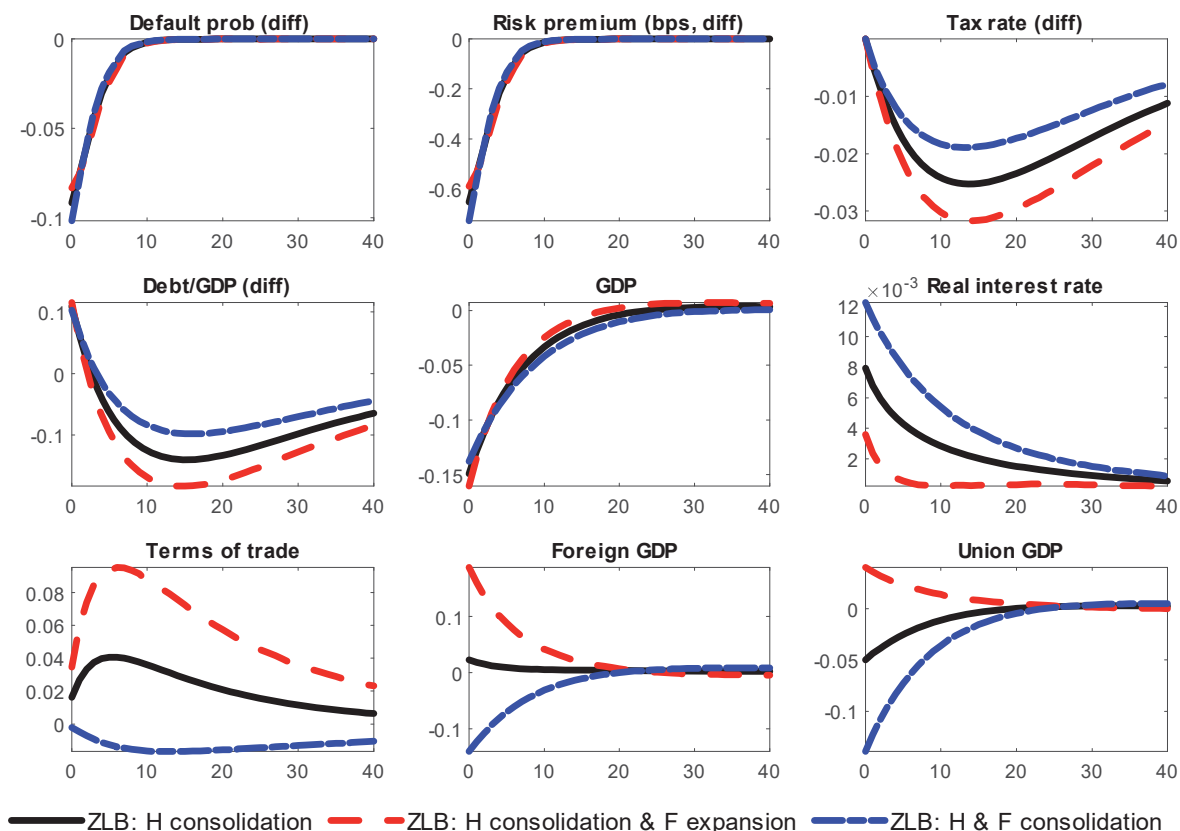 Default prob (diff)
0
-0.05
-0.1
0 10 20 30 40
Risk premium (bps, diff)
0
-0.2
-0.4
-0.6
0 10 20 30 40
Tax rate (diff)
-0.01
-0.02
-0.03
0 10 20 30 40
Debt/GDP (diff)
0.1
0
-0.1
0 10 20 30 40
GDP
0
-0.05
-0.1
-0.15
0 10 20 30 40
×10-3 Real interest rate
12
10
8
6
4
2
0 10 20 30 40
Terms of trade
0.08
0.06
0.04
0.02
0
0 10 20 30 40
Foreign GDP
0.1
0
-0.1
0 10 20 30 40
Union GDP
0
-0.05
-0.1
0 10 20 30 40
ZLB: H consolidation ZLB: H consolidation & F expansion ZLB: H & F consolidation